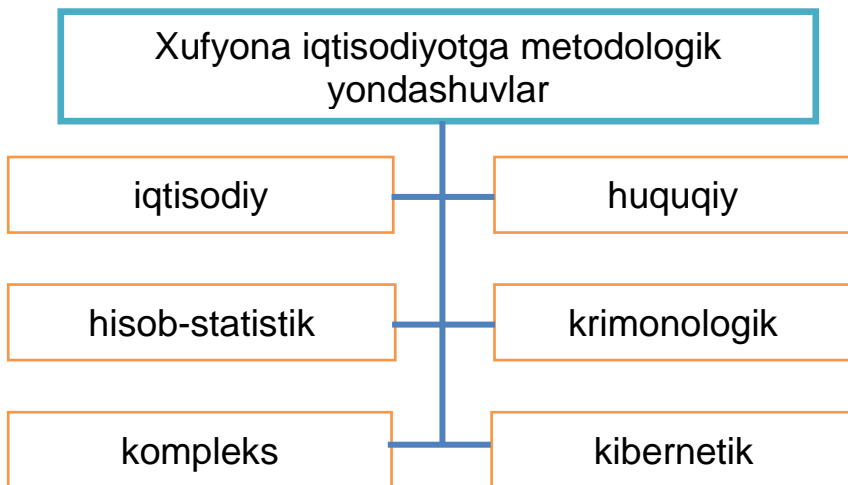 Xufyona iqtisodiyotga metodologik
yondashuvlar
iqtisodiy
huquqiy
hisob-statistik
krimonologik
kompleks
kibernetik